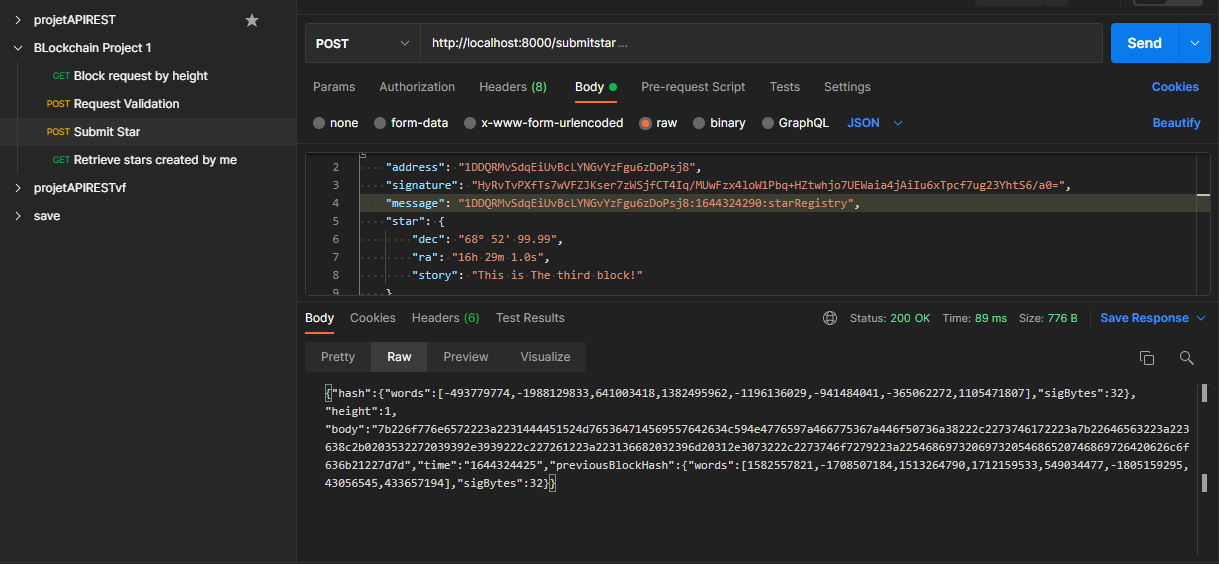 projetAPIREST
BLockchain Project 1
GET Block request by height
POST Request Validation
POST Submit Star
GET Retrieve stars created by me
projetAPIRESTvf
save
POST http://localhost:8000/submitstar... Send
Params Authorization Headers (8) Body Pre-request Script Tests Settings Cookies
none form-data x-www-form-urlencoded raw binary GraphQL JSON Beautify
2 "address": "1DDQRMvSdqEiUvBcLYNGvYzFgu6zDoPsj8",
3 "signature": "HyRvTvPXfTs7wVFZJKser7zWSjfCT4Iq/MUwFzx4loW1Pbq+HZtwhjo7UEWaia4jAiIu6xTpcf7ug23YhtS6/a0=",
4 "message": "1DDQRMvSdqEiUvBcLYNGvYzFgu6zDoPsj8:1644324290:starRegistry",
5 "star": {
6 "dec": "68° 52' 99.99",
7 "ra": "16h 29m 1.0s",
8 "story": "This is The third block!"
9 }
Body Cookies Headers (6) Test Results Status: 200 OK Time: 89 ms Size: 776 B Save Response
Pretty Raw Preview Visualize
{"hash":{"words":[-493779774,-1988129833,641003418,1382495962,-1196136029,-941484041,-365062272,1105471807],"sigBytes":32},
"height":1,
"body":"7b226f776e6572223a2231444451524d765364714569557642634c594e4776597a466775367a446f50736a38222c2273746172223a7b22646563223a223
638c2b0203532272039392e3939222c227261223a223136682032396d20312e3073222c2273746f7279223a225468697320697320546865207468697264 20626c6f
636b21227d7d","time":"1644324425","previousBlockHash":{"words":[1582557821,-1708507184,1513264790,1712159533,549034477,-1805159295,
43056545,433657194],"sigBytes":32}}